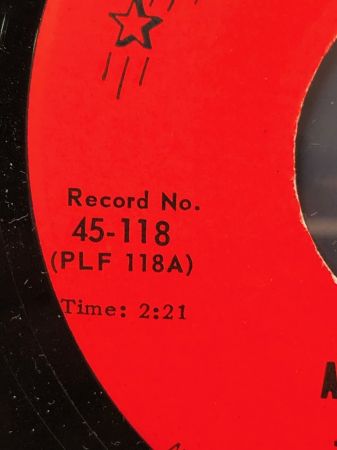 Record No.
45-118
(PLF 118A)
Time: 2:21